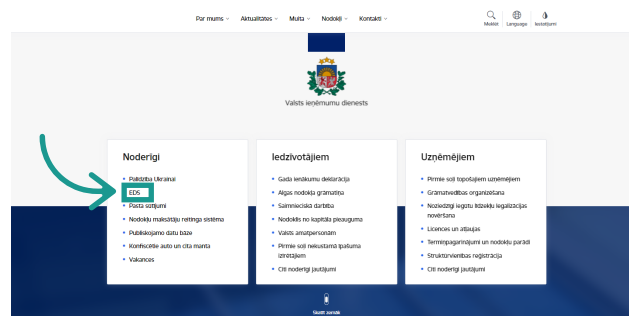 Par mums
Aktualitātes
Muita
Nodokļi
Kontakti
Meklēt
Language
Iestatījumi
Valsts ieņēmumu dienests
Noderīgi
Palīdzība Ukrainai
EDS
Pasta sūtījumi
Nodokļu maksātāju reitinga sistēma
Publiskojamo datu bāze
Konfiscētie auto un cita manta
Vakances
Iedzīvotājiem
Gada ienākumu deklarācija
Algas nodokļa grāmatiņa
Saimnieciskā darbība
Nodoklis no kapitāla pieauguma
Valsts amatpersonām
Pirmie soļi nekustamā īpašuma
izīrētājiem
Citi noderīgi jautājumi
Uzņēmējiem
Pirmie soļi topošajiem uzņēmējiem
Grāmatvedības organizēšana
Noziedzīgi iegūtu līdzekļu legalizācijas
novēršana
Licences un atļaujas
Termiņpagarinājumi un nodokļu parādi
Struktūrvienības reģistrācija
Citi noderīgi jautājumi
Skatīt zemāk